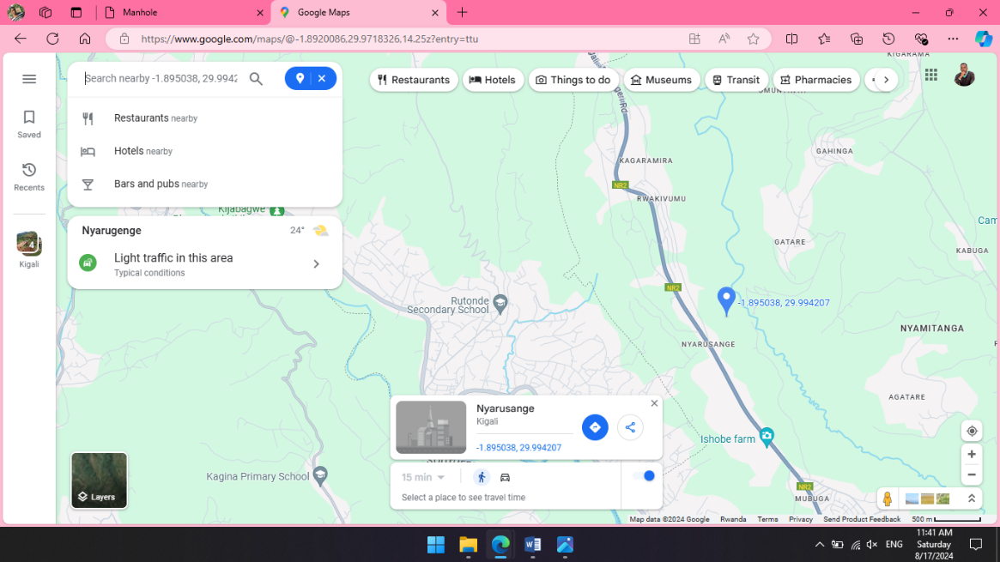 Manhole
Google Maps
https://www.google.com/maps/@-1.8920086,29.9718326,14.25z?entry=ttu
Search nearby -1.895038, 29.9942
Restaurants
Hotels
Things to do
Museums
Transit
Pharmacies
Saved
Recents
Kigali
Restaurants nearby
Hotels nearby
Bars and pubs nearby
Kijabagwe
Nyarugenge
24°
Light traffic in this area
Typical conditions
KIGARAMA
KAGARAMIRA
GAHINGA
NR2
RWAKIVUMU
Cam
GATARE
KABUGA
NR2
Rutonde
Secondary School
-1.895038, 29.994207
NYAMITANGA
NYARUSANGE
AGATARE
Ishobe farm
Kagina Primary School
NR2
MUBUGA
Nyarusange
Kigali
-1.895038, 29.994207
15 min
Select a place to see travel time
Layers
Map data ©2024 Google
Rwanda
Terms
Privacy
Send Product Feedback
500 m
ENG
11:41 AM
Saturday
8/17/2024